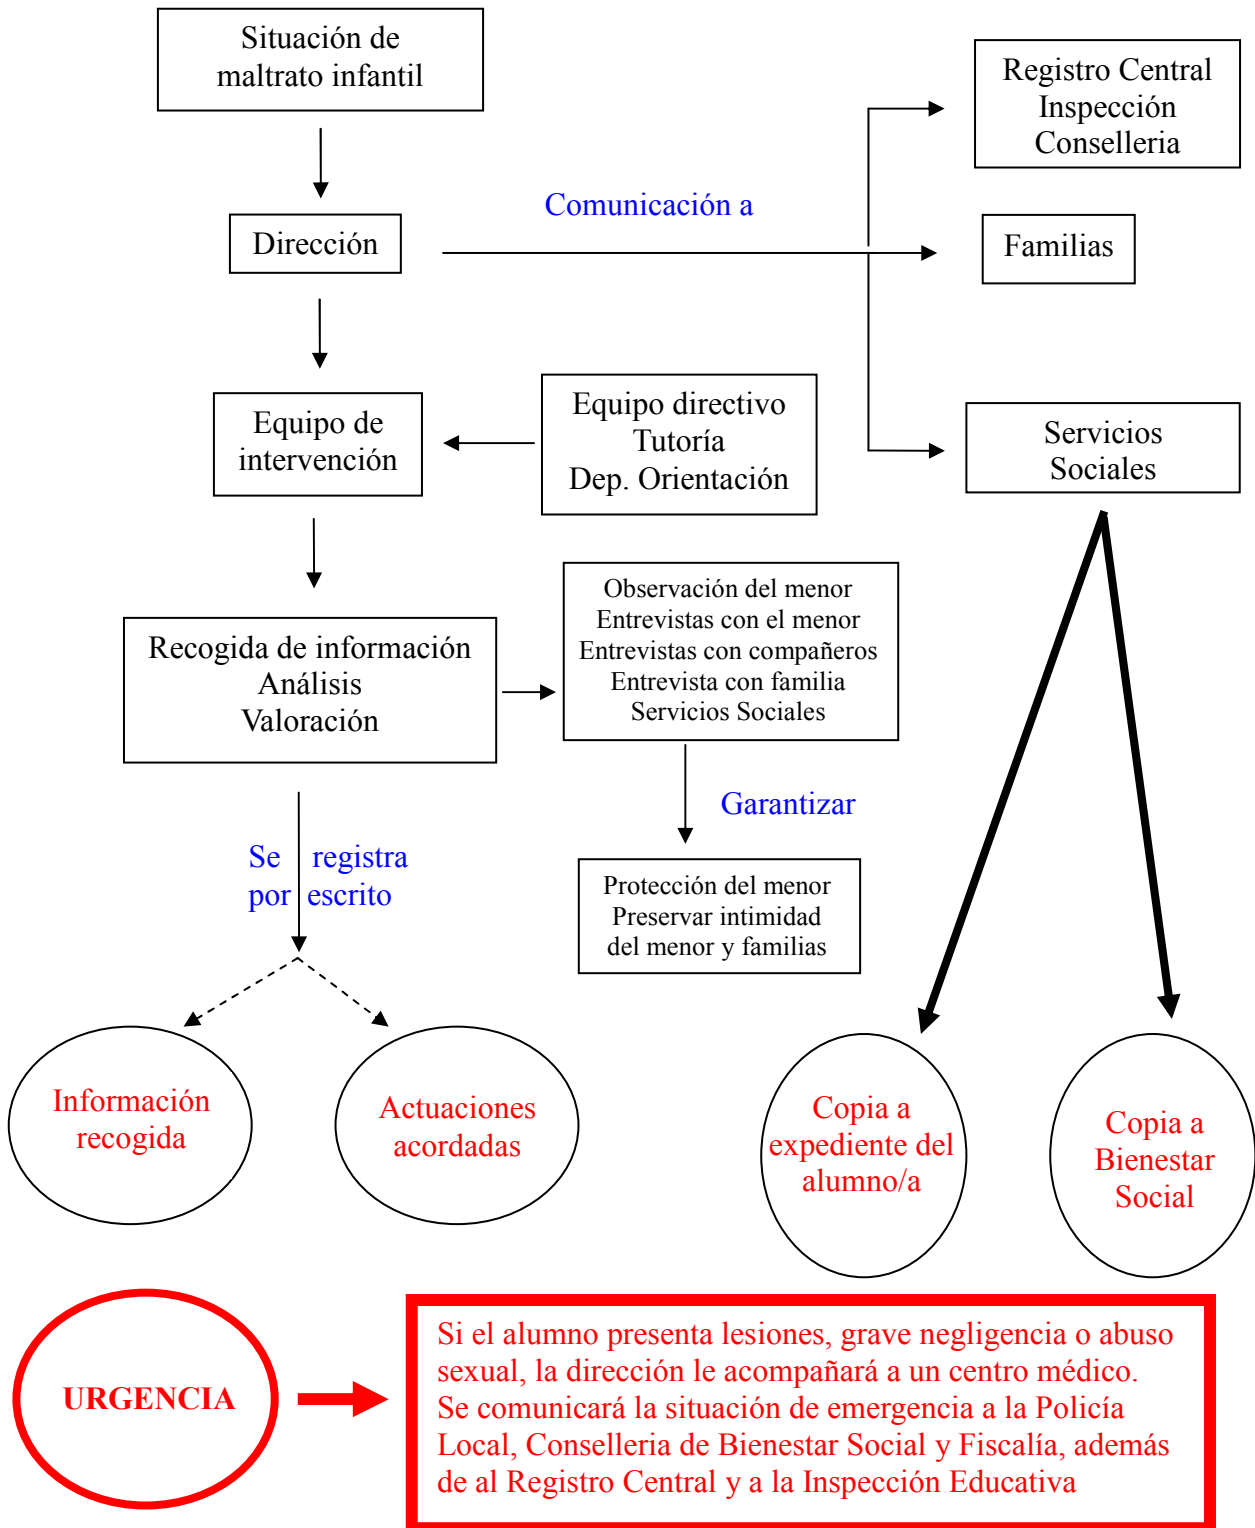 Situación de
maltrato infantil
Registro Central
Inspección
Conselleria
Comunicación a
Dirección
Familias
Equipo de
intervención
Equipo directivo
Tutoría
Dep. Orientación
Servicios
Sociales
Recogida de información
Análisis
Valoración
Observación del menor
Entrevistas con el menor
Entrevistas con compañeros
Entrevista con familia
Servicios Sociales
Garantizar
Se registra
por escrito
Protección del menor
Preservar intimidad
del menor y familias
Información
recogida
Actuaciones
acordadas
Copia a
expediente del
alumno/a
Copia a
Bienestar
Social
URGENCIA
Si el alumno presenta lesiones, grave negligencia o abuso
sexual, la dirección le acompañará a un centro médico.
Se comunicará la situación de emergencia a la Policía
Local, Conselleria de Bienestar Social y Fiscalía, además
de al Registro Central y a la Inspección Educativa